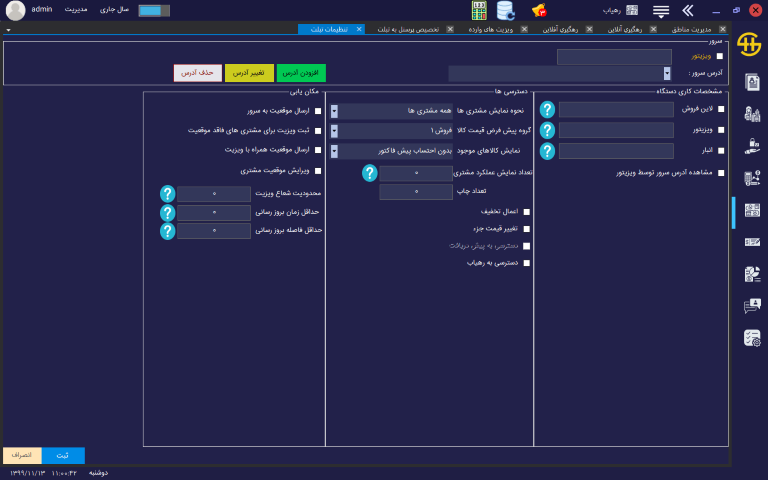 رهیاب
سال جاری
مدیریت
admin
مدیریت مناطق
رهگیری آنلاین
رهگیری آفلاین
ویزیت های وارده
تخصیص پرسنل به تبلت
تنظیمات تبلت
سرور
ویزیتور
آدرس سرور :
افزودن آدرس
تغییر آدرس
حذف آدرس
مشخصات کاری دستگاه
لاین فروش
ویزیتور
انبار
مشاهده آدرس سرور توسط ویزیتور
دسترسی ها
نحوه نمایش مشتری ها
همه مشتری ها
گروه پیش فرض قیمت کالا
فروش ۱
نمایش کالاهای موجود
بدون احتساب پیش فاکتور
تعداد نمایش عملکرد مشتری
۰
تعداد چاپ
۰
اعمال تخفیف
تغییر قیمت جزء
دسترسی به پیش دریافت
دسترسی به رهیاب
مکان یابی
ارسال موقعیت به سرور
ثبت ویزیت برای مشتری های فاقد موقعیت
ارسال موقعیت همراه با ویزیت
ویرایش موقعیت مشتری
محدودیت شعاع ویزیت
۰
حداقل زمان بروز رسانی
۰
حداقل فاصله بروز رسانی
۰
ثبت
انصراف
دوشنبه
۱۱:۰۰:۴۲
۱۳۹۹/۱۱/۱۳